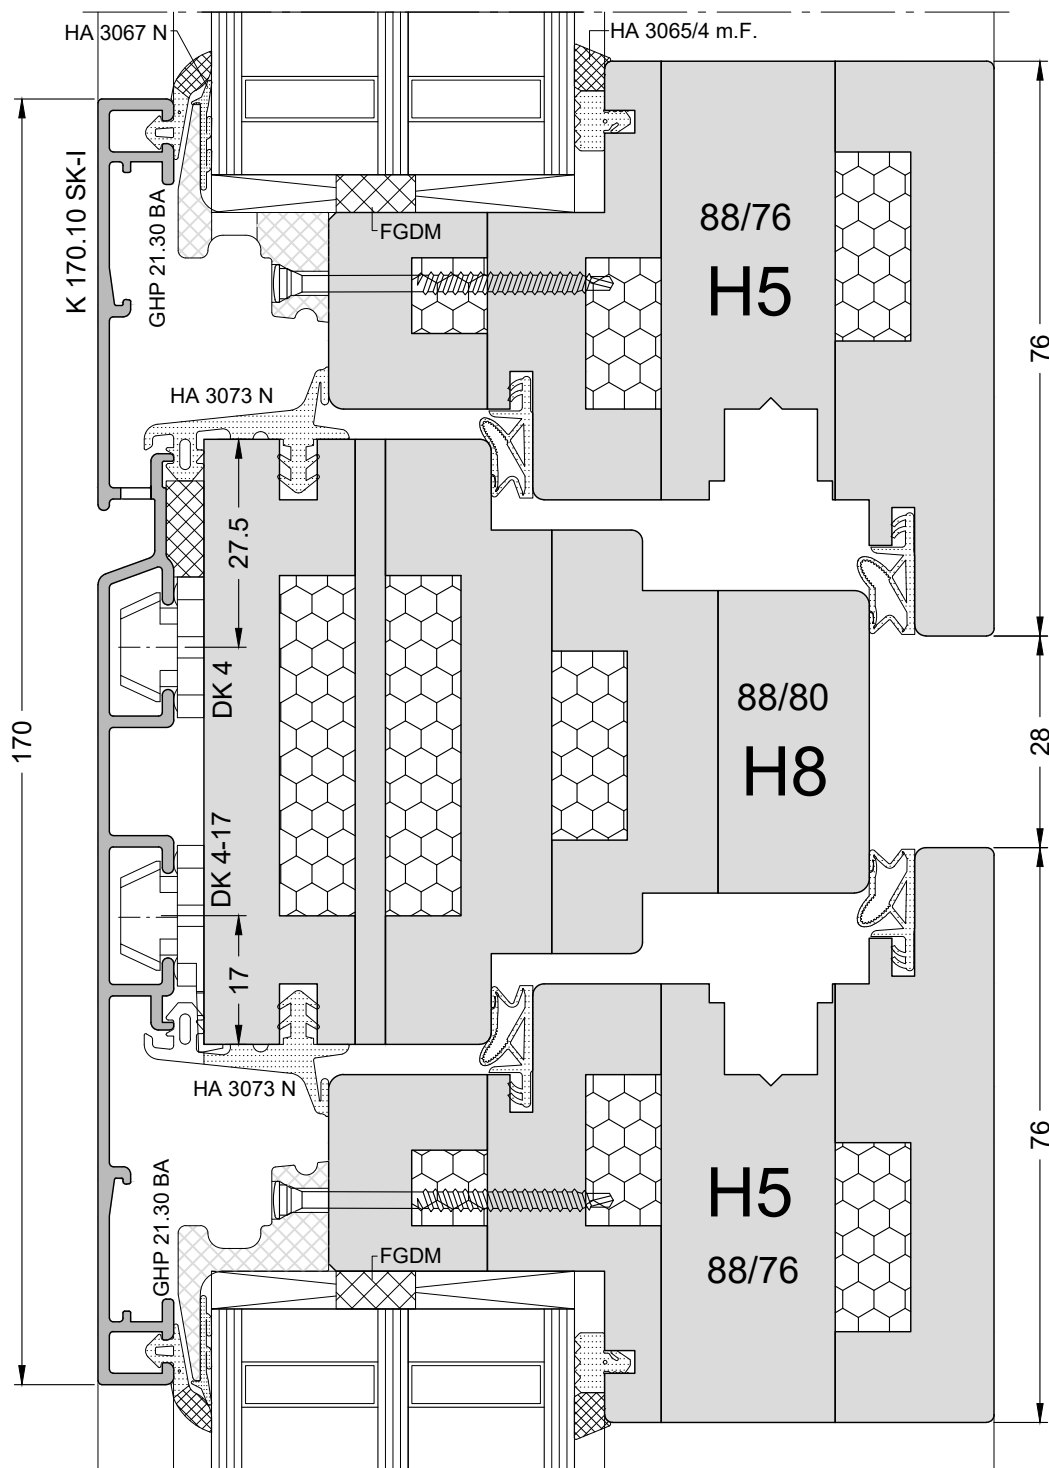 HA 3067 N
HA 3065/4 m.F.
K 170.10 SK-I
GHP 21.30 BA
FGDM
88/76
H5
76
HA 3073 N
27.5
DK 4
170
88/80
H8
28
DK 4-17
17
HA 3073 N
GHP 21.30 BA
FGDM
H5
88/76
76